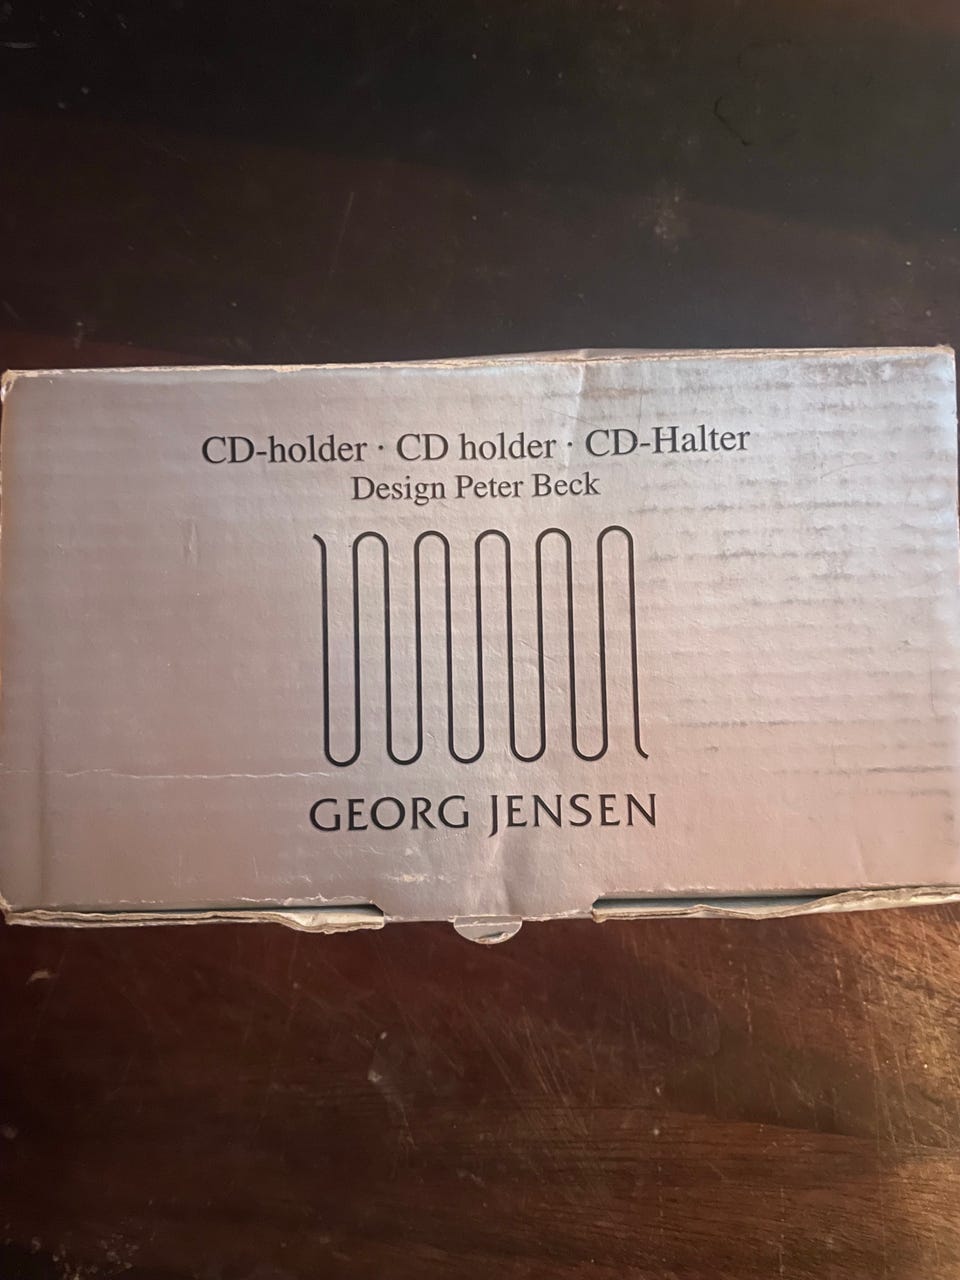 CD-holder · CD holder · CD-Halter
Design Peter Beck
GEORG JENSEN